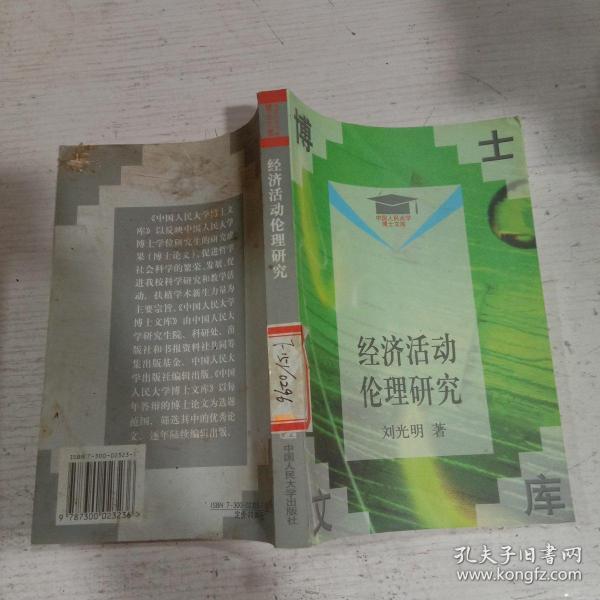 《中国人民大学博士文
库》以反映中国人民大学
博士学位研究生的研究成
果(博士论文),促进哲学
社会科学的繁荣、发展,促
进我校科学研究和教学活
动,扶植学术新生力量为
主要宗旨。《中国人民大学
博士文库》由中国人民大
学研究生院、科研处、出
版社和书报资料社共同筹
集出版基金,中国人民大
学出版社编辑出版。《中国
人民大学博士文库》以每
年答辩的博士论文为选题
范围,筛选其中的优秀论
文,逐年陆续编辑出版。
ISBN7-300-02323-
9 787300 023236 >
ISBN7-300-02
经济活动伦理研究
7-151/0296
中国人民大学出版社
博士
中国人民大学
博士文库
经济活动
伦理研究
刘光明 著
文库
孔夫子旧书网
www.kongfz.com